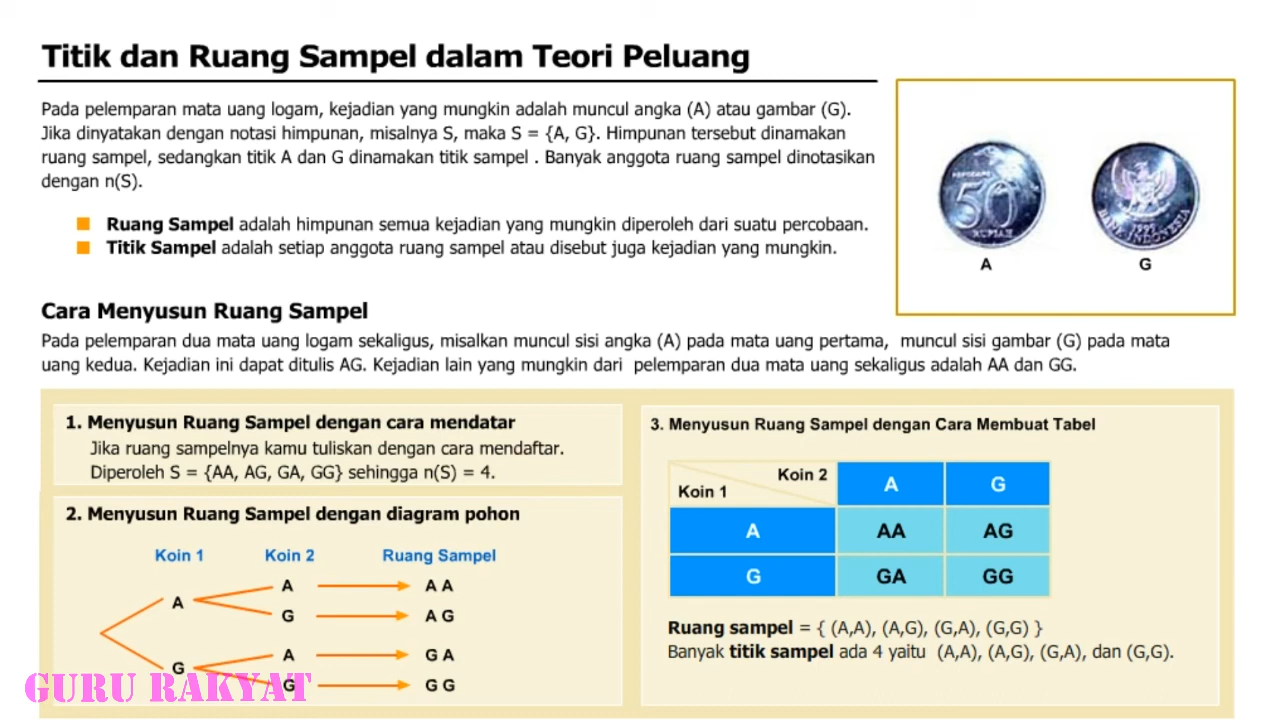 Titik dan Ruang Sampel dalam Teori Peluang
Pada pelemparan mata uang logam, kejadian yang mungkin adalah muncul angka (A) atau gambar (G).
Jika dinyatakan dengan notasi himpunan, misalnya S, maka S = {A, G}. Himpunan tersebut dinamakan
ruang sampel, sedangkan titik A dan G dinamakan titik sampel . Banyak anggota ruang sampel dinotasikan
dengan n(S).
Ruang Sampel adalah himpunan semua kejadian yang mungkin diperoleh dari suatu percobaan.
Titik Sampel adalah setiap anggota ruang sampel atau disebut juga kejadian yang mungkin.
50
RUPIAH
BANK INDONESIA
A G
Cara Menyusun Ruang Sampel
Pada pelemparan dua mata uang logam sekaligus, misalkan muncul sisi angka (A) pada mata uang pertama, muncul sisi gambar (G) pada mata
uang kedua. Kejadian ini dapat ditulis AG. Kejadian lain yang mungkin dari pelemparan dua mata uang sekaligus adalah AA dan GG.
1. Menyusun Ruang Sampel dengan cara mendatar
Jika ruang sampelnya kamu tuliskan dengan cara mendaftar.
Diperoleh S = {AA, AG, GA, GG} sehingga n(S) = 4.
2. Menyusun Ruang Sampel dengan diagram pohon
Koin 1 Koin 2 Ruang Sampel
A A A
A
G A G
A G A
G
G G G
3. Menyusun Ruang Sampel dengan Cara Membuat Tabel
Koin 2
Koin 1
A G
A AA AG
G GA GG
Ruang sampel = { (A,A), (A,G), (G,A), (G,G) }
Banyak titik sampel ada 4 yaitu (A,A), (A,G), (G,A), dan (G,G).
GURU RAKYAT